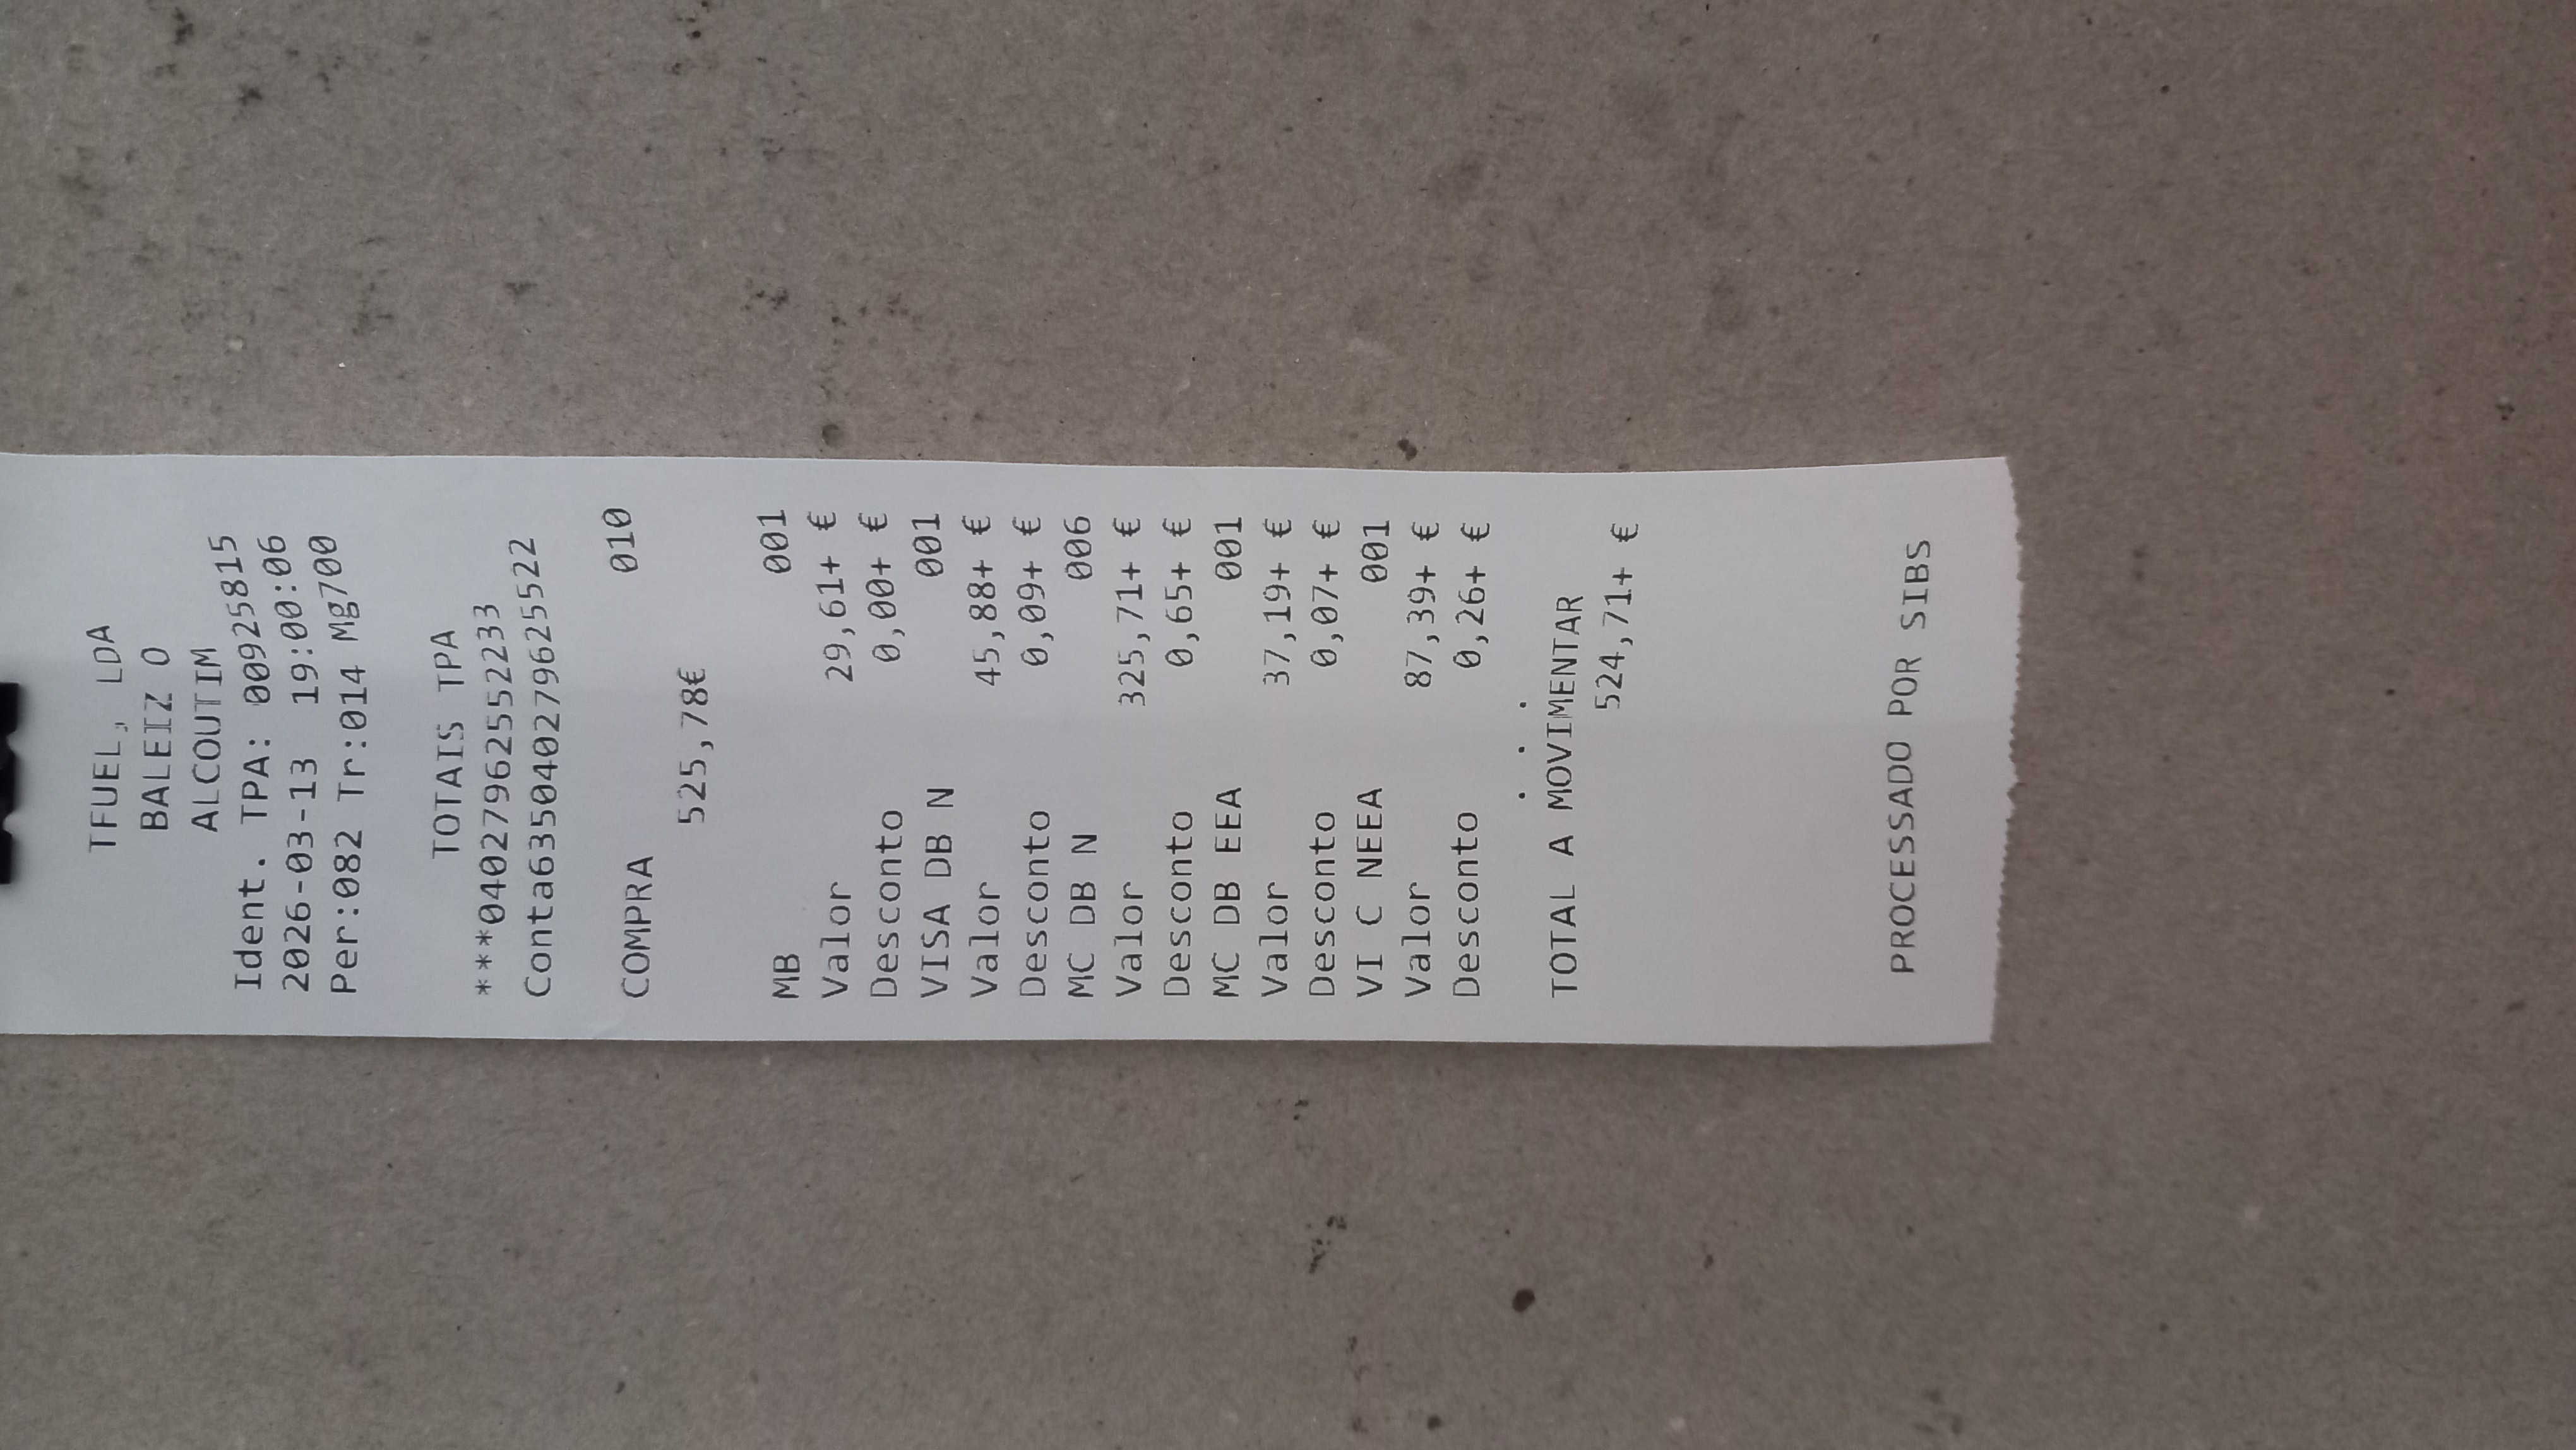 TFUEL, LDA
BALEIZ O
ALCOUTIM
Ident. TPA: 00925815
2026-03-13 19:00:06
Per:082 Tr:014 Mg700
TOTAIS TPA
***04027962552233
Conta63504027962625522
COMPRA 010
525,78€
MB 001
Valor 29,61+ €
Desconto 0,00+ €
VISA DB N 001
Valor 45,88+ €
Desconto 0,09+ €
MC DB N 006
Valor 325,71+ €
Desconto 0,65+ €
MC DB EEA 001
Valor 37,19+ €
Desconto 0,07+ €
VI C NEEA 001
Valor 87,39+ €
Desconto 0,26+ €
. . .
TOTAL A MOVIMENTAR
524,71+ €
PROCESSADO POR SIBS